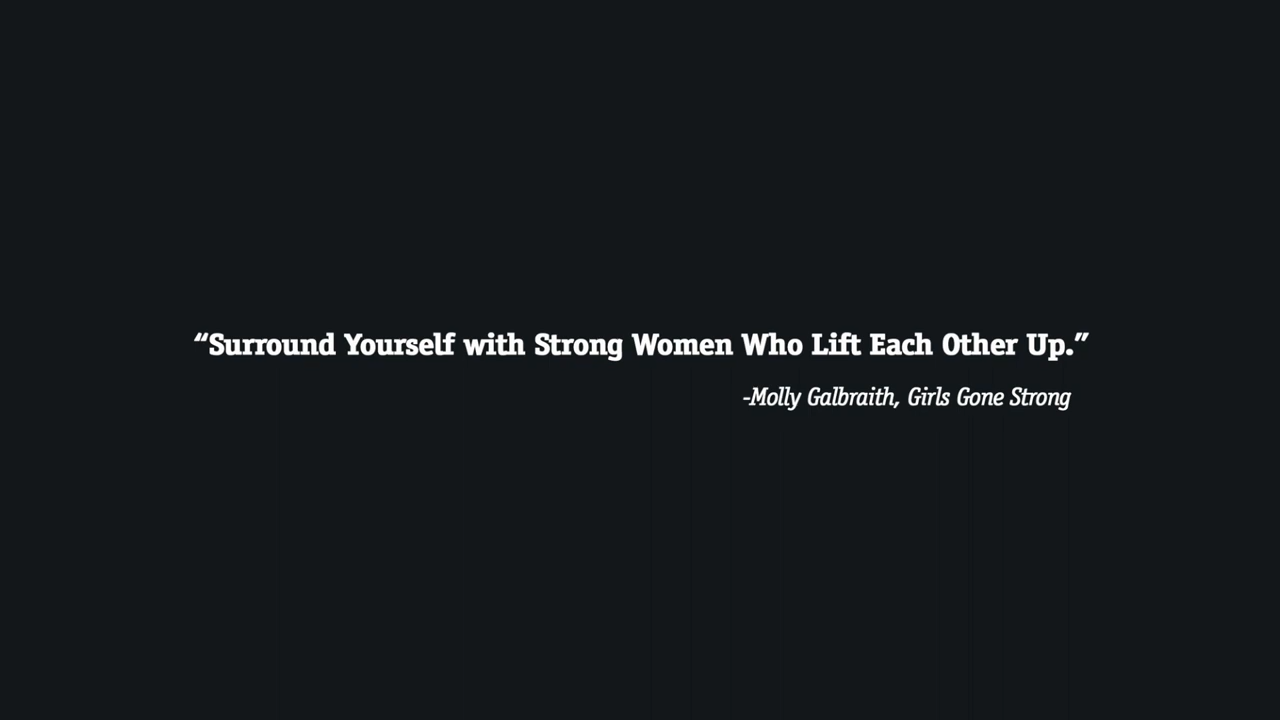 “Surround Yourself with Strong Women Who Lift Each Other Up.”
-Molly Galbraith, Girls Gone Strong